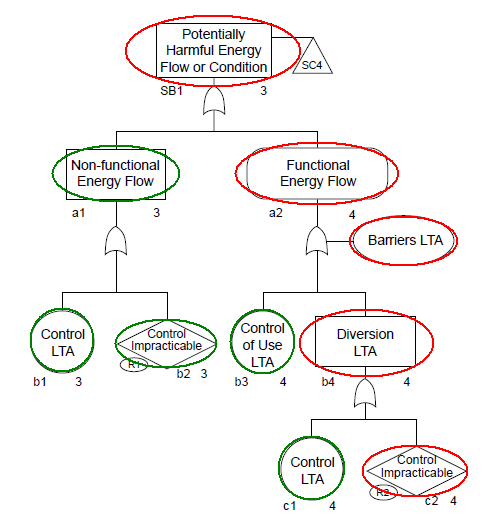 Potentially
Harmful Energy
Flow or Condition
SC4
SB1 3
Non-functional
Energy Flow
a1 3
Functional
Energy Flow
a2 4
Barriers LTA
Control
LTA
b1 3
Control
Impracticable
R1
b2 3
Control
of Use
LTA
b3 4
Diversion
LTA
b4 4
Control
LTA
c1 4
Control
Impracticable
R2
c2 4